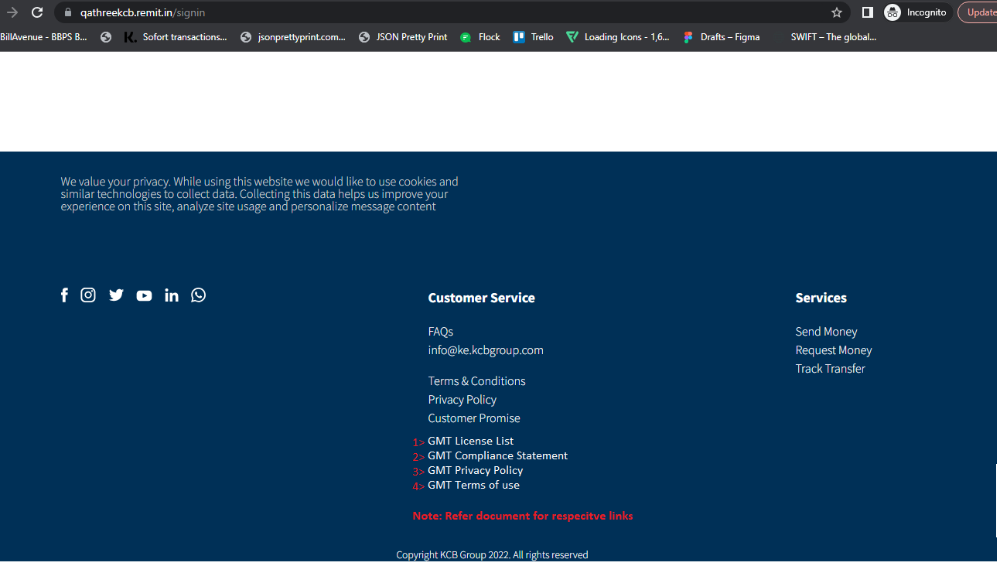 qathreekcb.remit.in/signin
Incognito
Update
BillAvenue - BBPS B...
K.
Sofort transactions...
jsonprettyprint.com...
JSON Pretty Print
Flock
Trello
Loading Icons - 1,6...
Drafts – Figma
SWIFT – The global...
We value your privacy. While using this website we would like to use cookies and
similar technologies to collect data. Collecting this data helps us improve your
experience on this site, analyze site usage and personalize message content
Customer Service
FAQs
info@ke.kcbgroup.com
Terms & Conditions
Privacy Policy
Customer Promise
1> GMT License List
2> GMT Compliance Statement
3> GMT Privacy Policy
4> GMT Terms of use
Note: Refer document for respecitve links
Services
Send Money
Request Money
Track Transfer
Copyright KCB Group 2022. All rights reserved